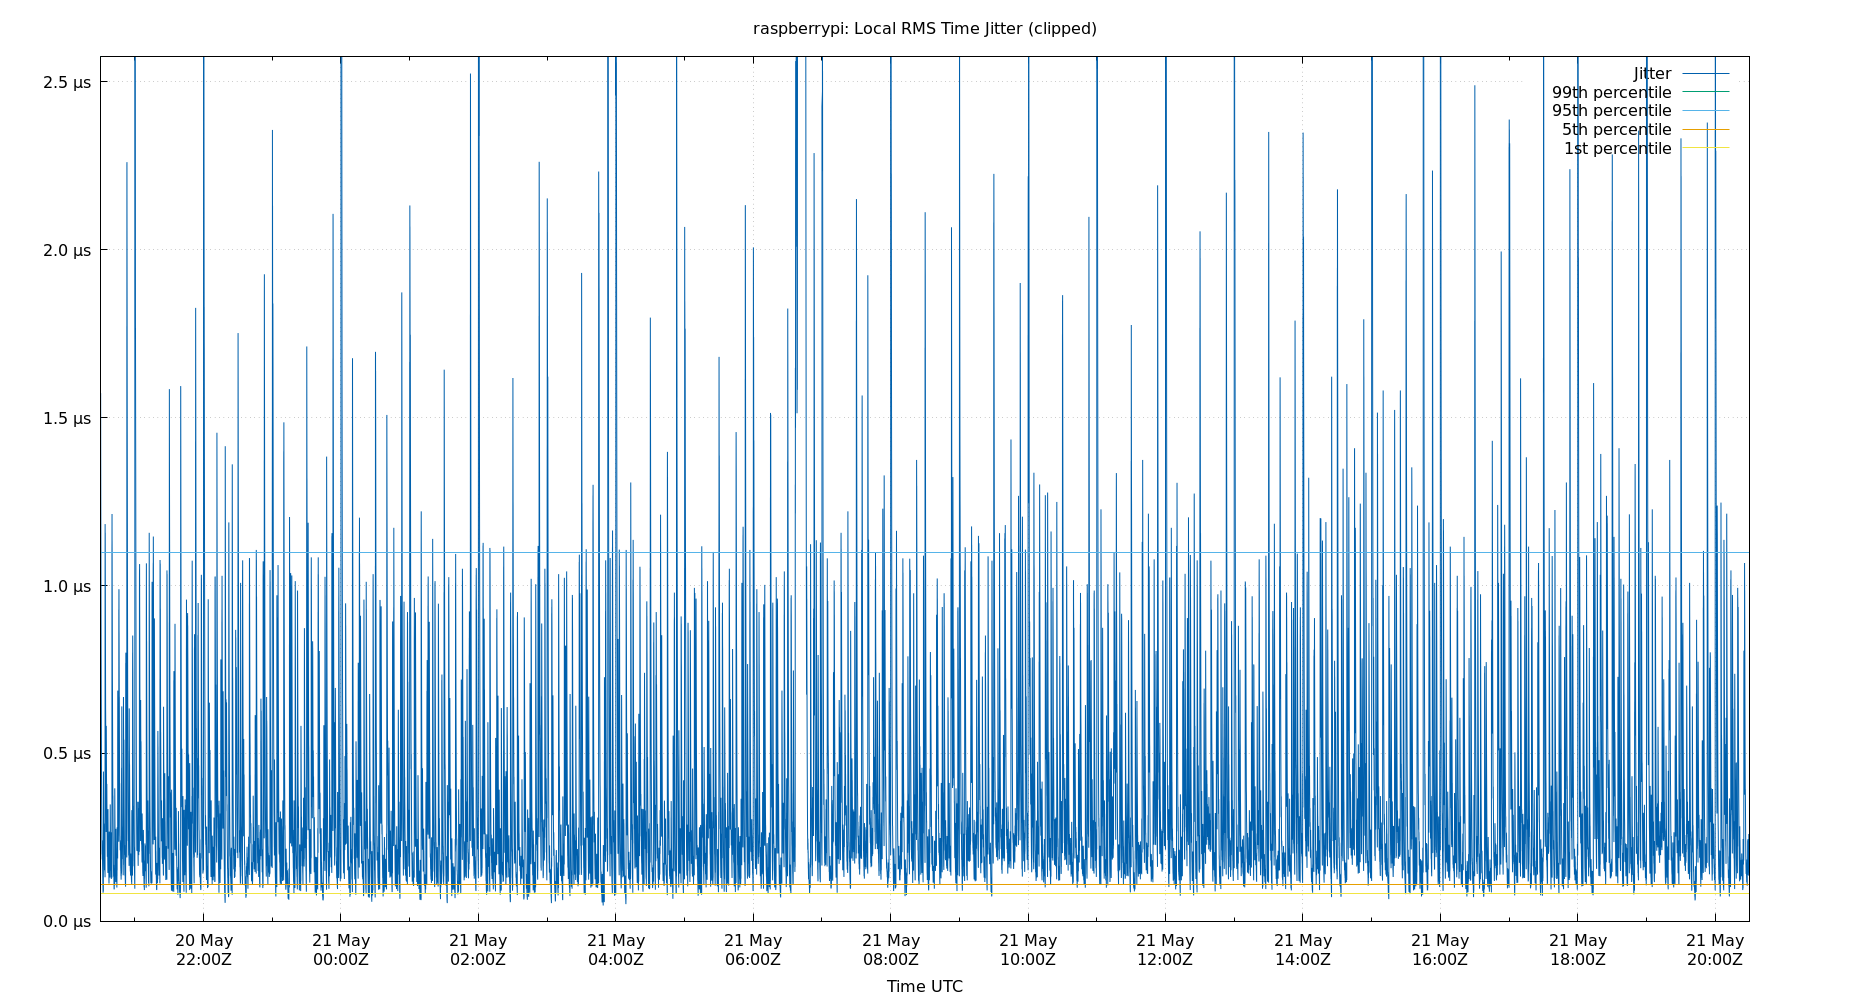 raspberrypi: Local RMS Time Jitter (clipped)
2.5 μs
2.0 μs
1.5 μs
1.0 μs
0.5 μs
0.0 μs
Jitter
99th percentile
95th percentile
5th percentile
1st percentile
20 May 21 May 21 May 21 May 21 May 21 May 21 May 21 May 21 May 21 May 21 May 21 May
22:00Z 00:00Z 02:00Z 04:00Z 06:00Z 08:00Z 10:00Z 12:00Z 14:00Z 16:00Z 18:00Z 20:00Z
Time UTC